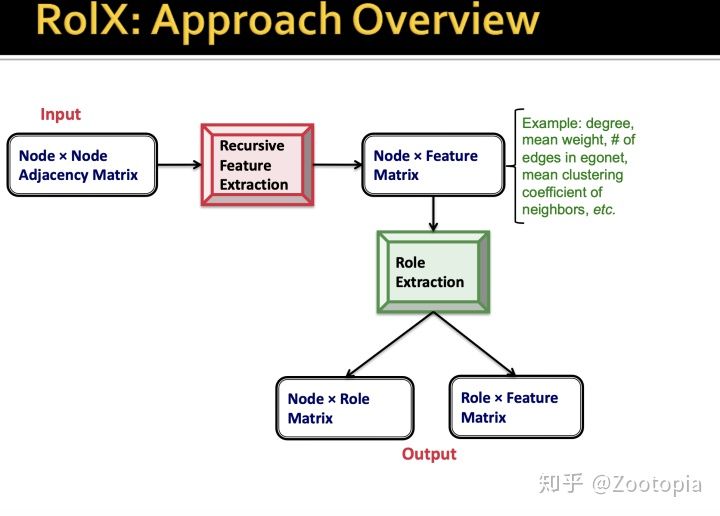 RolX: Approach Overview
Input
Node × Node
Adjacency Matrix
Recursive
Feature
Extraction
Node × Feature
Matrix
Example: degree,
mean weight, # of
edges in egonet,
mean clustering
coefficient of
neighbors, etc.
Role
Extraction
Node × Role
Matrix
Role × Feature
Matrix
Output
知乎 @Zootopia